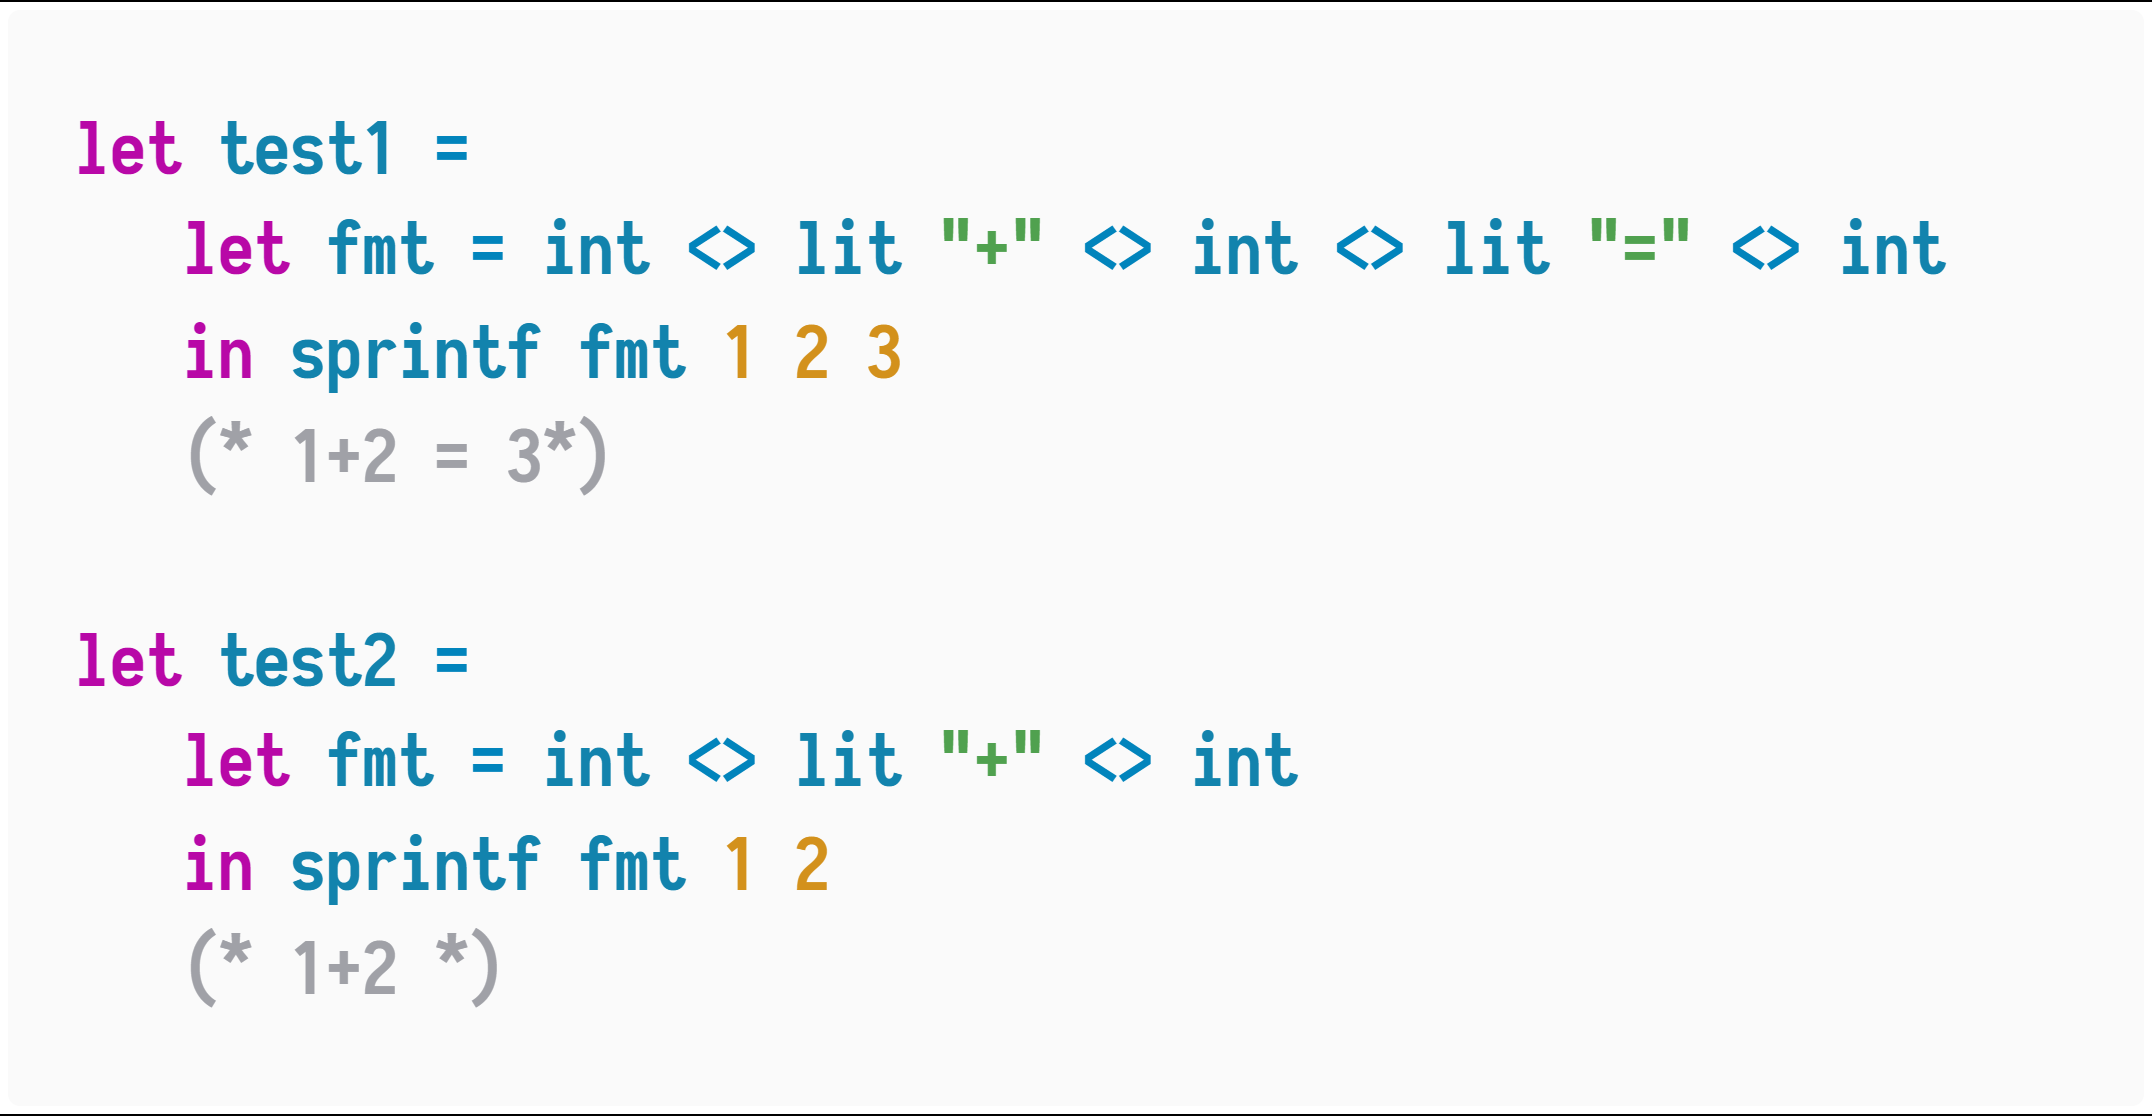 let test1 =
   let fmt = int <> lit "+" <> int <> lit "=" <> int
   in sprintf fmt 1 2 3
   (* 1+2 = 3*)

let test2 =
   let fmt = int <> lit "+" <> int
   in sprintf fmt 1 2
   (* 1+2 *)